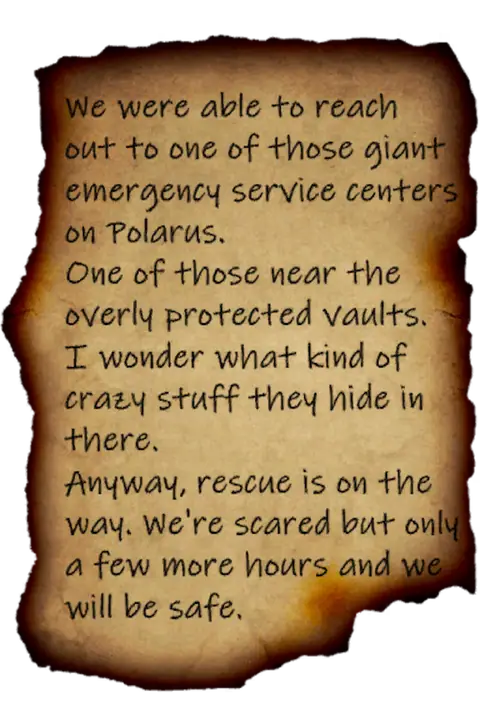 We were able to reach
out to one of those giant
emergency service centers
on Polarus.
One of those near the
overly protected vaults.
I wonder what kind of
crazy stuff they hide in
there.
Anyway, rescue is on the
way. We're scared but only
a few more hours and we
will be safe.